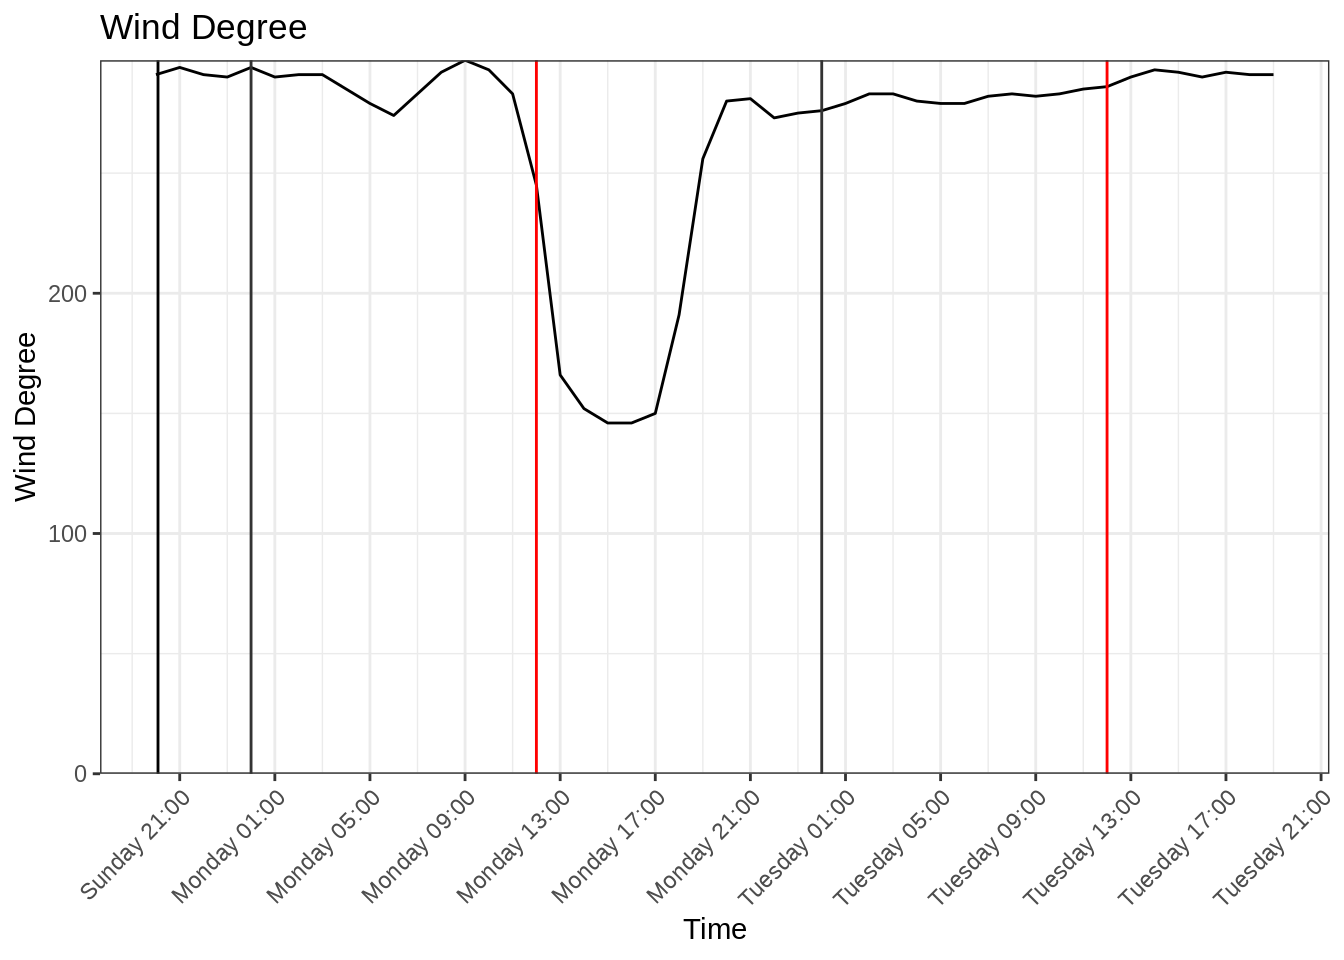 Wind Degree
Wind Degree
200
100
0
Sunday 21:00
Monday 01:00
Monday 05:00
Monday 09:00
Monday 13:00
Monday 17:00
Monday 21:00
Tuesday 01:00
Tuesday 05:00
Tuesday 09:00
Tuesday 13:00
Tuesday 17:00
Tuesday 21:00
Time